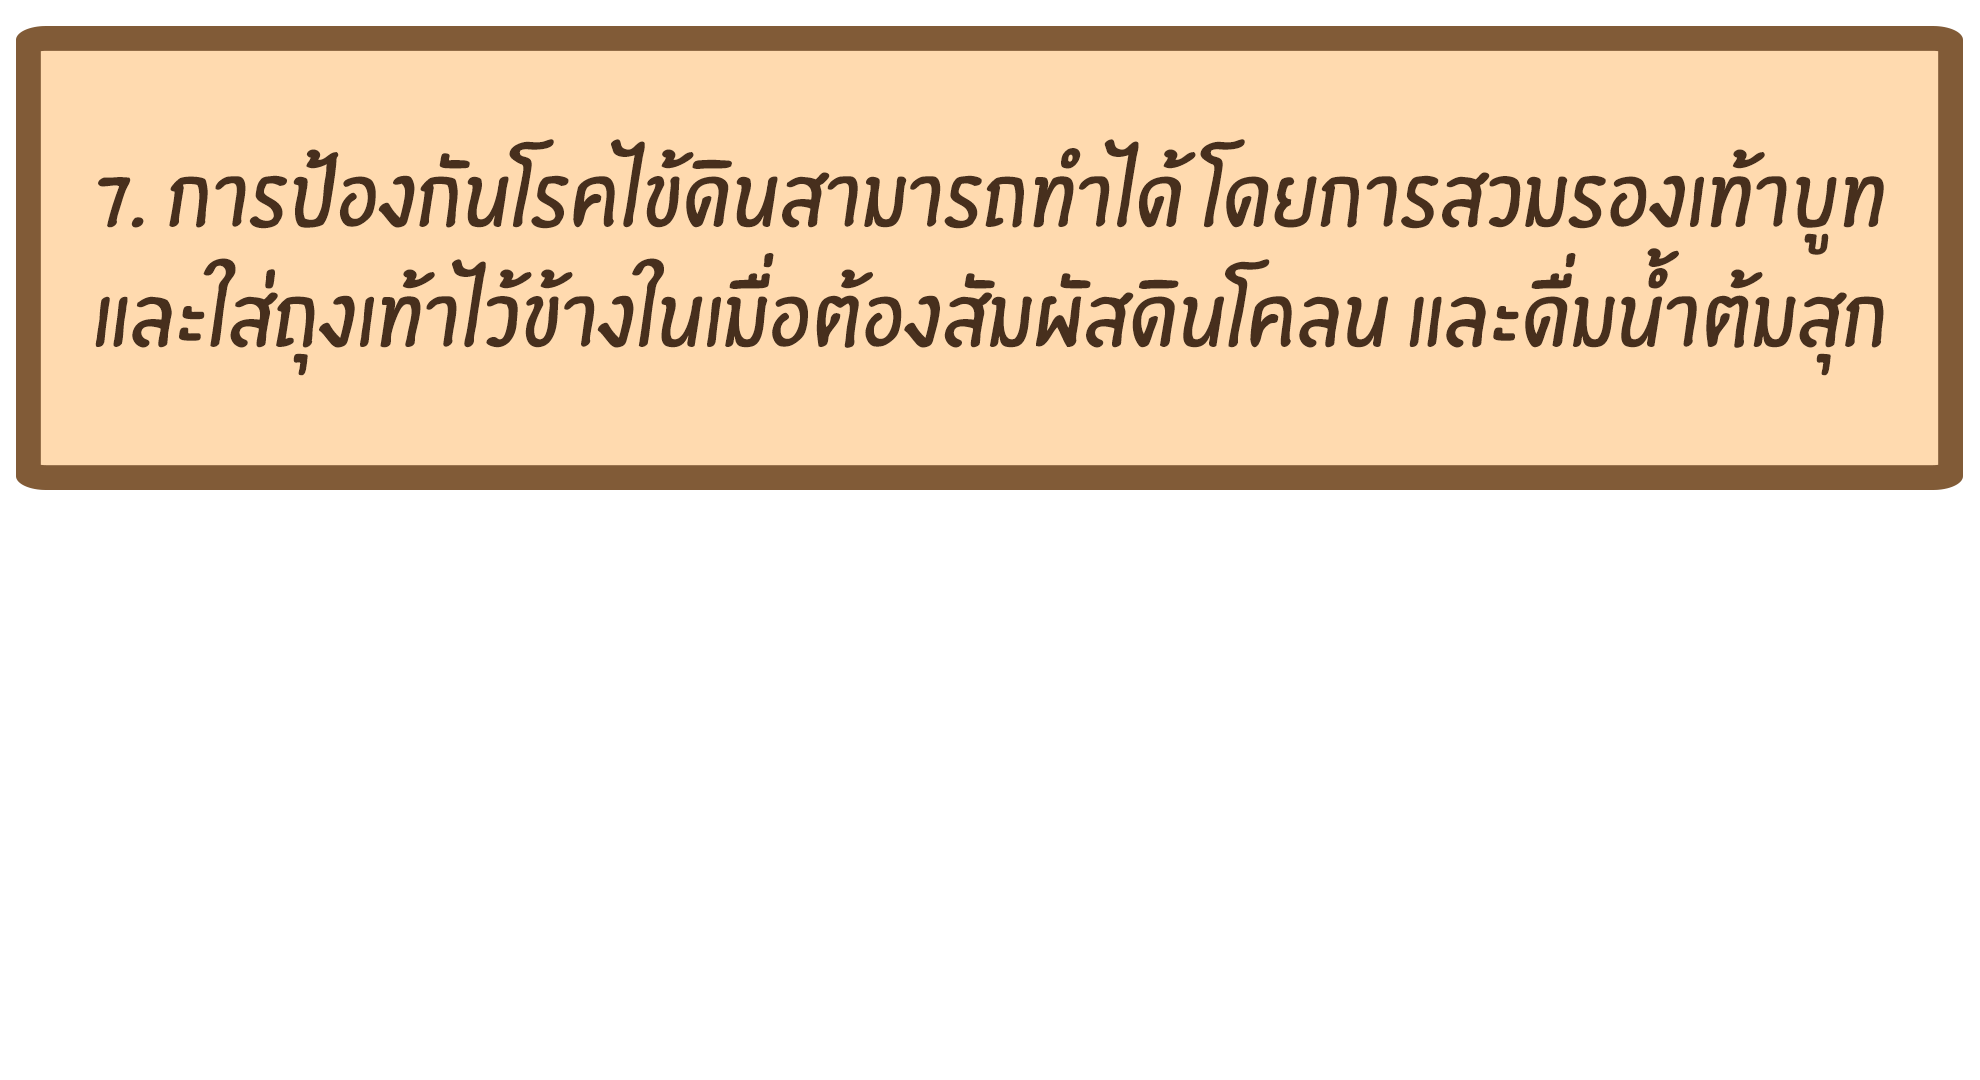 7. การป้องกันโรคไข้ดินสามารถทำได้ โดยการสวมรองเท้าบูท
และใส่ถุงเท้าไว้ข้างในเมื่อต้องสัมผัสดินโคลน และดื่มน้ำต้มสุก